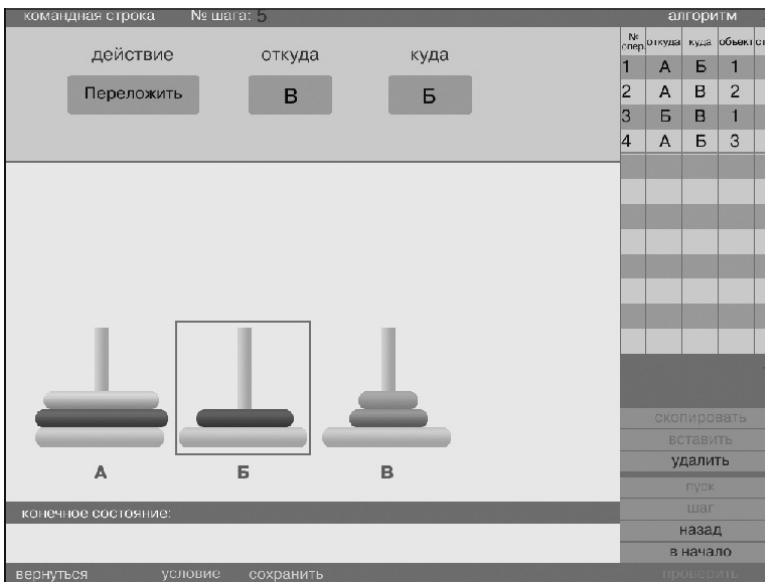 командная строка № шага: 5 алгоритм
действие откуда куда
Переложить В Б
№ опер. откуда куда объект
1 А Б 1
2 А В 2
3 Б В 1
4 А Б 3
А Б В
скопировать
вставить
удалить
пуск
шаг
назад
в начало
проверить
конечное состояние:
вернуться условие сохранить